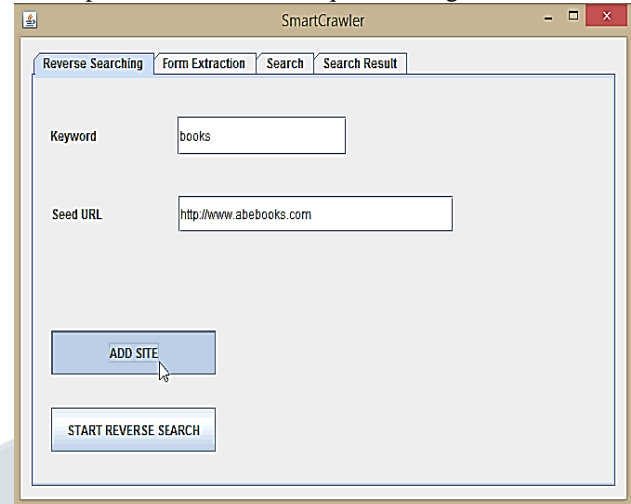 SmartCrawler
Reverse Searching Form Extraction Search Search Result
Keyword books
Seed URL http://www.abebooks.com
ADD SITE
START REVERSE SEARCH